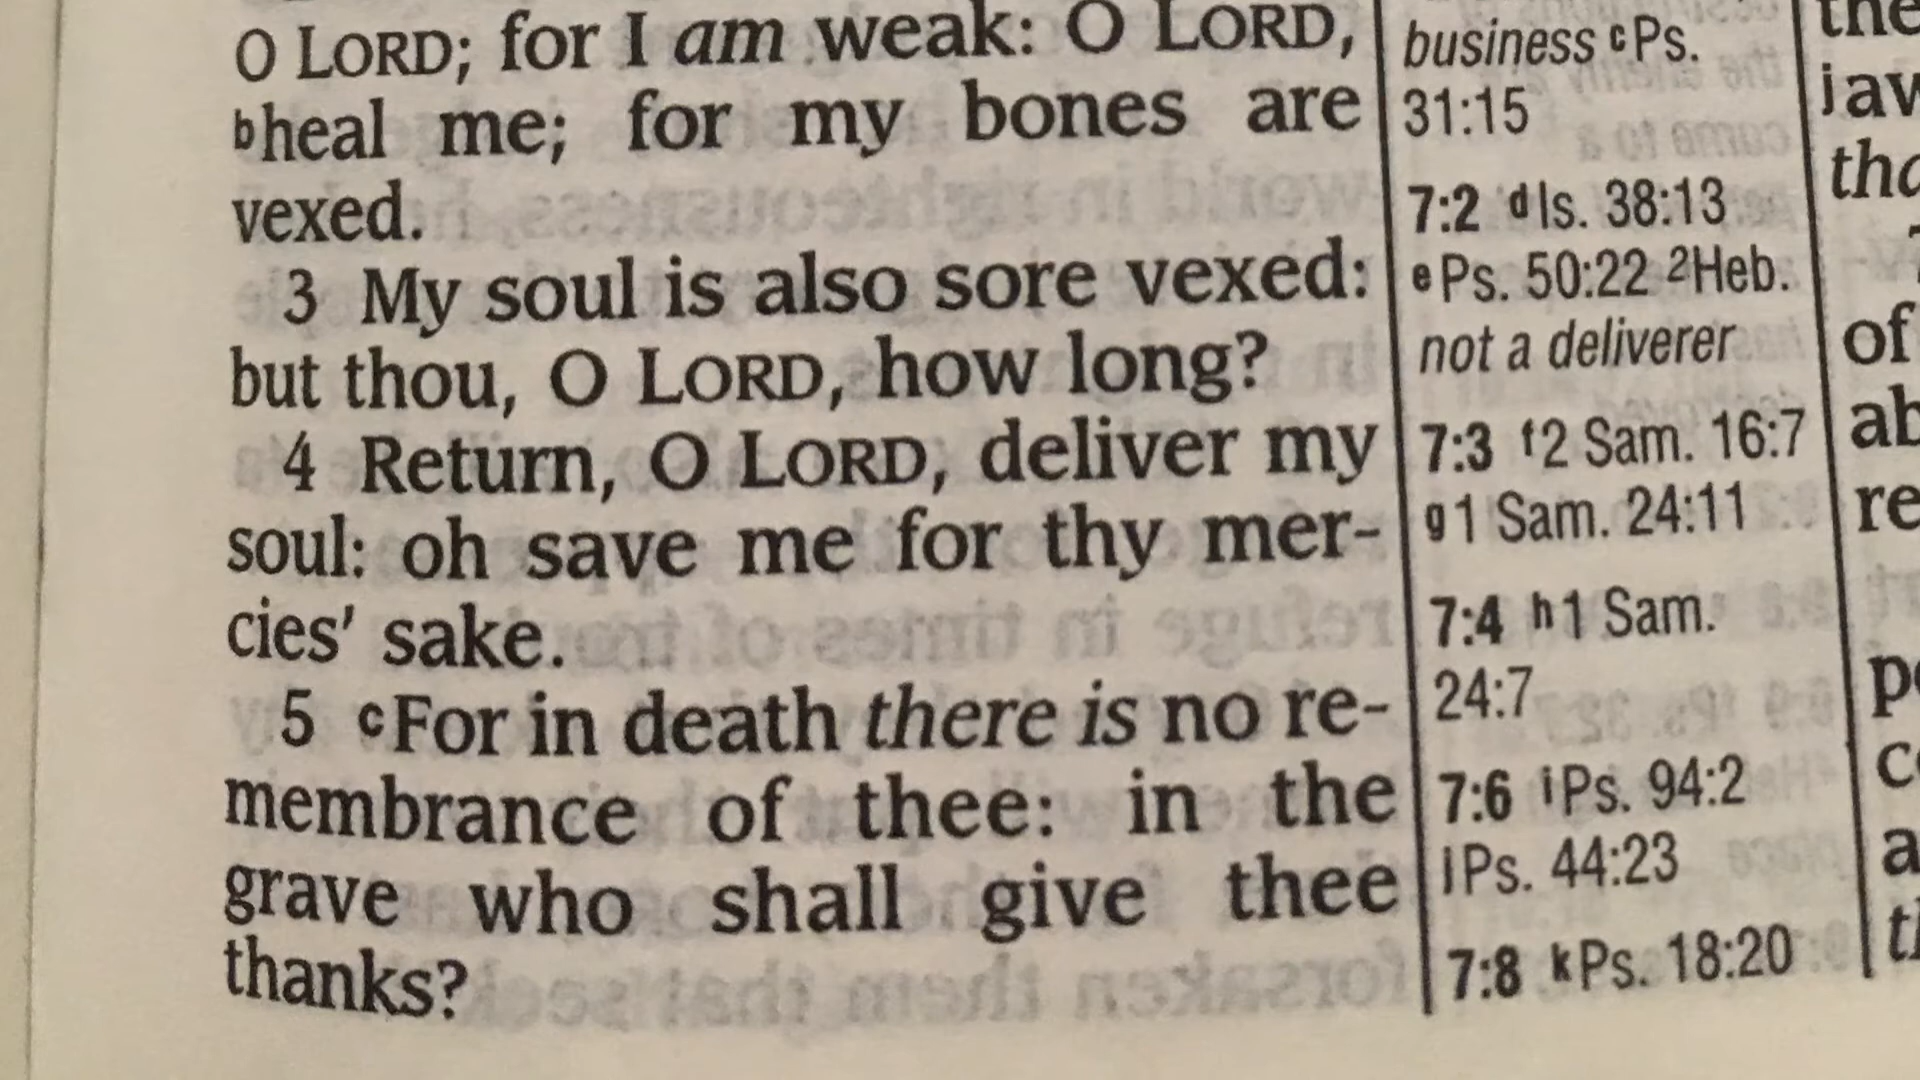 O LORD; for I am weak: O LORD,
bheal me; for my bones are
vexed.
3 My soul is also sore vexed:
but thou, O LORD, how long?
4 Return, O LORD, deliver my
soul: oh save me for thy mer-
cies' sake.
5 cFor in death there is no re-
membrance of thee: in the
grave who shall give thee
thanks?
business cPs.
31:15
7:2 dIs. 38:13
ePs. 50:22 2Heb.
not a deliverer
7:3 f2 Sam. 16:7
g1 Sam. 24:11
7:4 h1 Sam.
24:7
7:6 iPs. 94:2
jPs. 44:23
7:8 kPs. 18:20
the
of